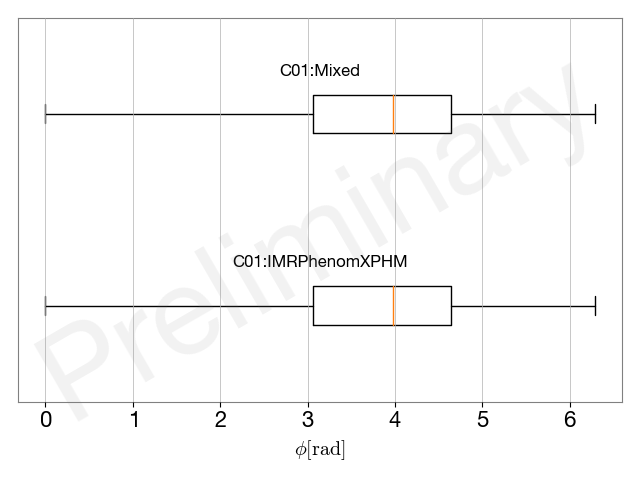 C01:Mixed
Preliminary
C01:IMRPhenomXPHM
0 1 2 3 4 5 6
ϕ[rad]